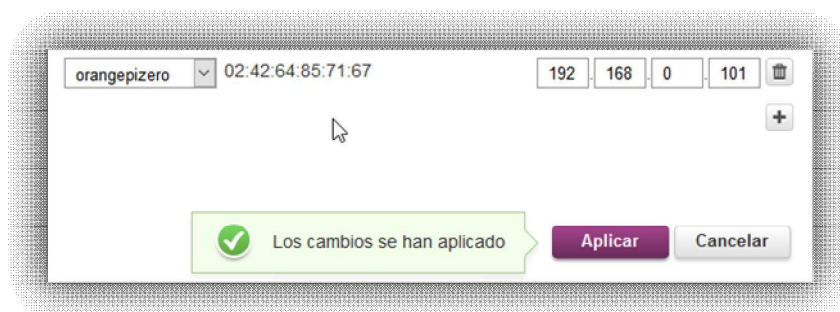 orangepizero 02:42:64:85:71:67 192 . 168 . 0 . 101
Los cambios se han aplicado Aplicar Cancelar